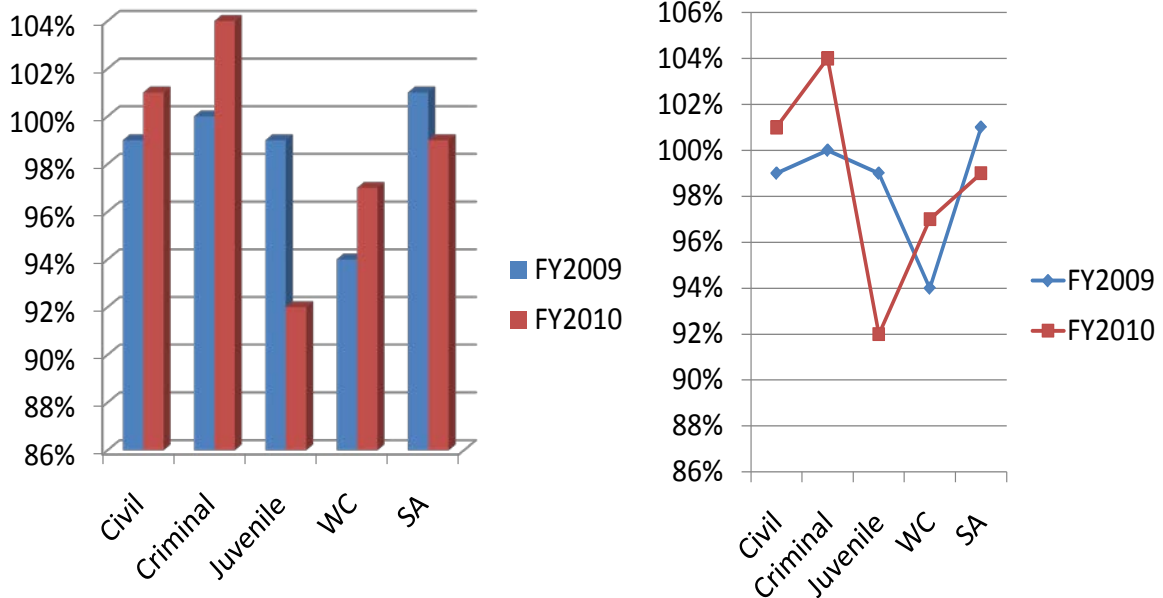 104%
102%
100%
98%
96%
94%
92%
90%
88%
86%
Civil
Criminal
Juvenile
WC
SA
FY2009
FY2010
106%
104%
102%
100%
98%
96%
94%
92%
90%
88%
86%
Civil
Criminal
Juvenile
WC
SA
FY2009
FY2010